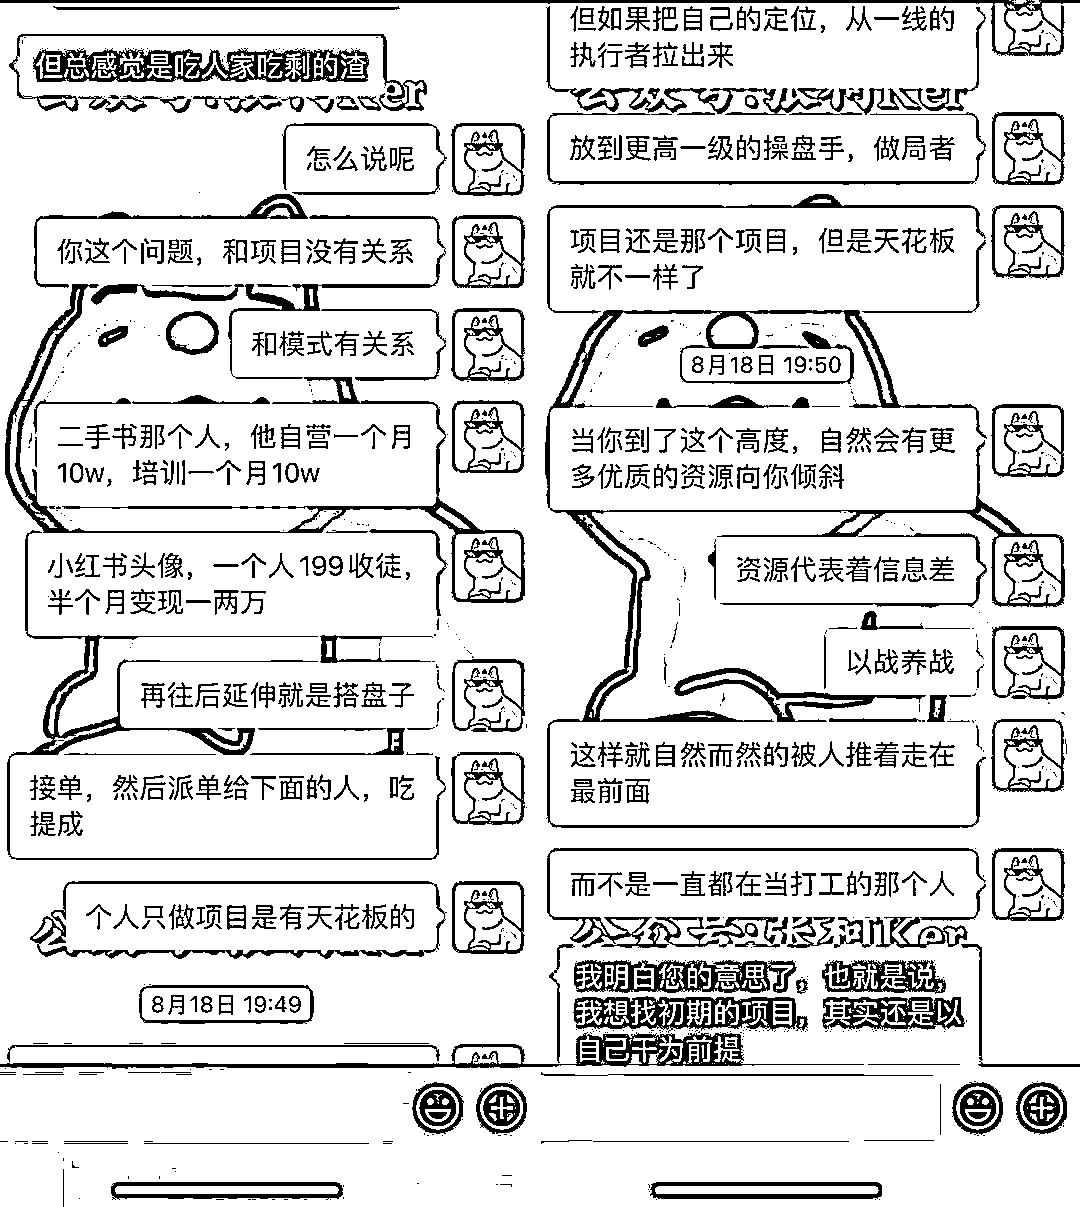 但总感觉是吃人家吃剩的渣
怎么说呢
你这个问题，和项目没有关系
和模式有关系
二手书那个人，他自营一个月
10w，培训一个月10w
小红书头像，一个人199收徒，
半个月变现一两万
再往后延伸就是搭盘子
接单，然后派单给下面的人，吃
提成
个人只做项目是有天花板的
8月18日 19:49
但如果把自己的定位，从一线的
执行者拉出来
放到更高一级的操盘手，做局者
项目还是那个项目，但是天花板
就不一样了
8月18日 19:50
当你到了这个高度，自然会有更
多优质的资源向你倾斜
资源代表着信息差
以战养战
这样就自然而然的被人推着走在
最前面
而不是一直都在当打工的那个人
我明白您的意思了，也就是说，
我想找初期的项目，其实还是以
自己干为前提